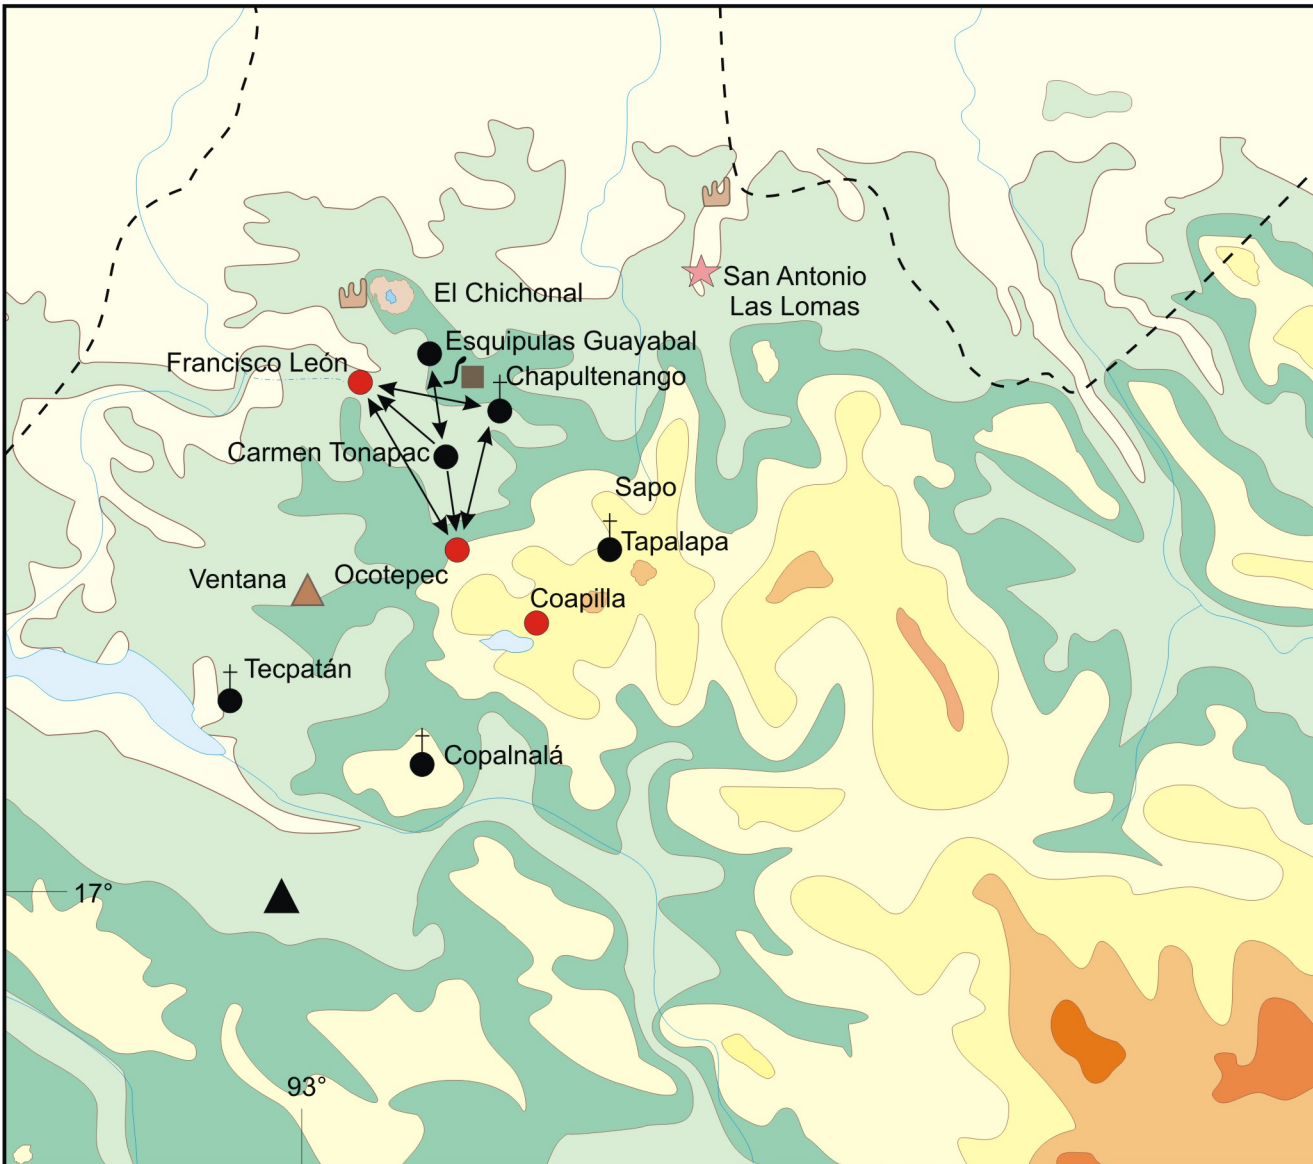 San Antonio
Las Lomas
El Chichonal
Esquipulas Guayabal
Francisco León
Chapultenango
Carmen Tonapac
Sapo
Tapalapa
Ventana
Ocotepec
Coapilla
Tecpatán
Copalnalá
17°
93°